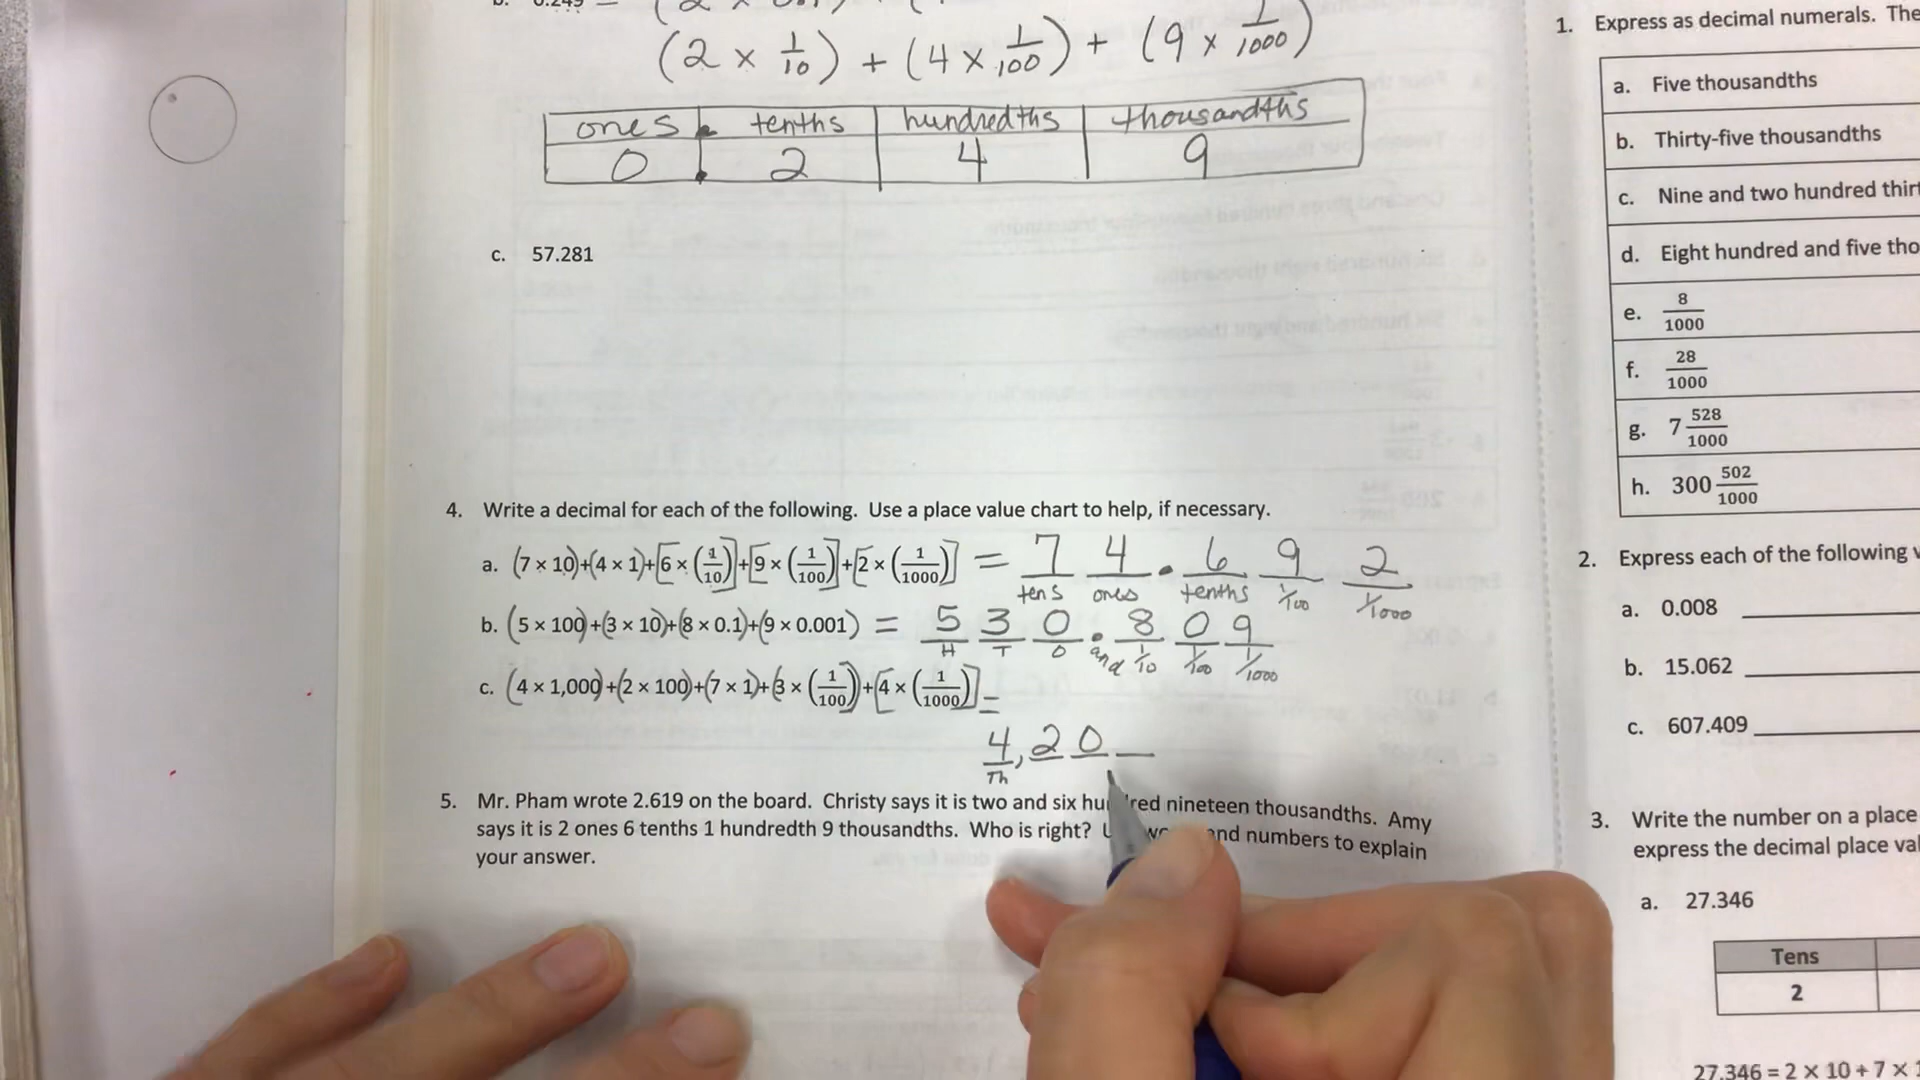 (2 × 1/10) + (4 × 1/100) + (9 × 1/1000)
ones . tenths hundredths thousandths
0 . 2 4 9
c. 57.281
4. Write a decimal for each of the following. Use a place value chart to help, if necessary.
a. (7 × 10)+(4 × 1)+[6 × (1/10)]+[9 × (1/100)]+[2 × (1/1000)] = 7 4 . 6 9 2
tens ones tenths 1/100 1/1000
b. (5 × 100)+(3 × 10)+(8 × 0.1)+(9 × 0.001) = 5 3 0 . 8 0 9
H T O and 1/10 1/100 1/1000
c. (4 × 1,000)+(2 × 100)+(7 × 1)+(3 × (1/100))+[4 × (1/1000)] =
4, 2 0 _
Th
5. Mr. Pham wrote 2.619 on the board. Christy says it is two and six nineteen thousandths. Amy
says it is 2 ones 6 tenths 1 hundredth 9 thousandths. Who is right? and numbers to explain
your answer.
1. Express as decimal numerals. The
a. Five thousandths
b. Thirty-five thousandths
c. Nine and two hundred
d. Eight hundred and five
e. 8/1000
f. 28/1000
g. 7 528/1000
h. 300 502/1000
2. Express each of the following
a. 0.008
b. 15.062
c. 607.409
3. Write the number on a place
express the decimal place
a. 27.346
Tens
2
27.346 = 2 × 10 + 7 ×